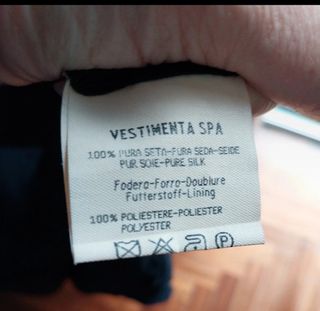 VESTIMENTA SPA
100% PURA SETA-PURA SEDA-SEIDE
PUR SOIE-PURE SILK
Fodera-Forro-Doublure
Futterstoff-Lining
100% POLIESTERE-POLIESTER
POLYESTER
P